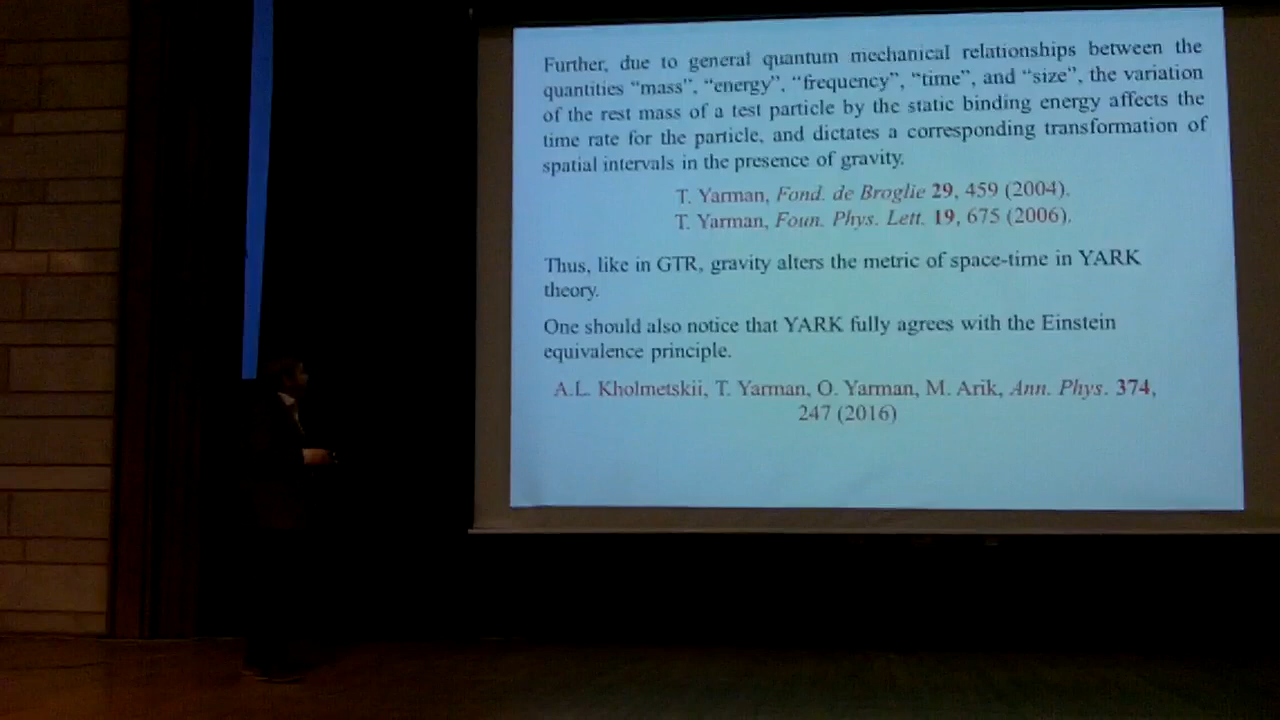 Further, due to general quantum mechanical relationships between the
quantities “mass”, “energy”, “frequency”, “time”, and “size”, the variation
of the rest mass of a test particle by the static binding energy affects the
time rate for the particle, and dictates a corresponding transformation of
spatial intervals in the presence of gravity.
T. Yarman, Fond. de Broglie 29, 459 (2004).
T. Yarman, Foun. Phys. Lett. 19, 675 (2006).
Thus, like in GTR, gravity alters the metric of space-time in YARK
theory.
One should also notice that YARK fully agrees with the Einstein
equivalence principle.
A.L. Kholmetskii, T. Yarman, O. Yarman, M. Arik, Ann. Phys. 374,
247 (2016)